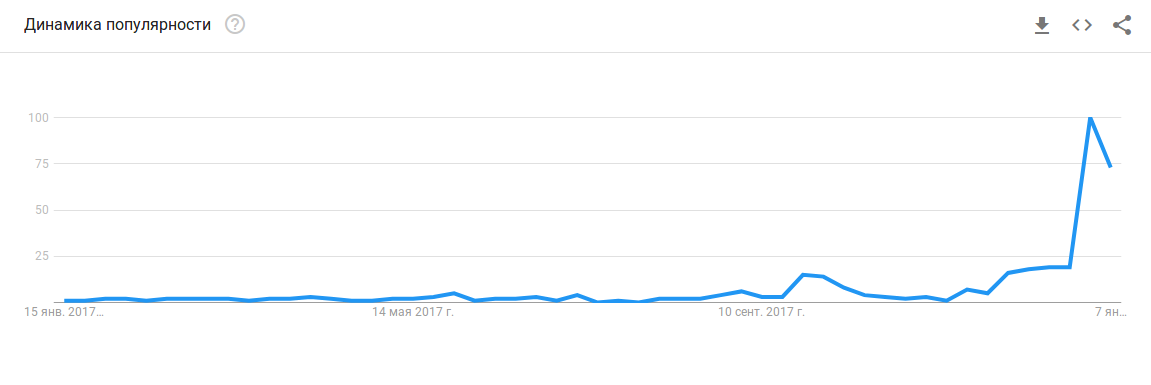 Динамика популярности ?
100
75
50
25
15 янв. 2017…
14 мая 2017 г.
10 сент. 2017 г.
7 ян…